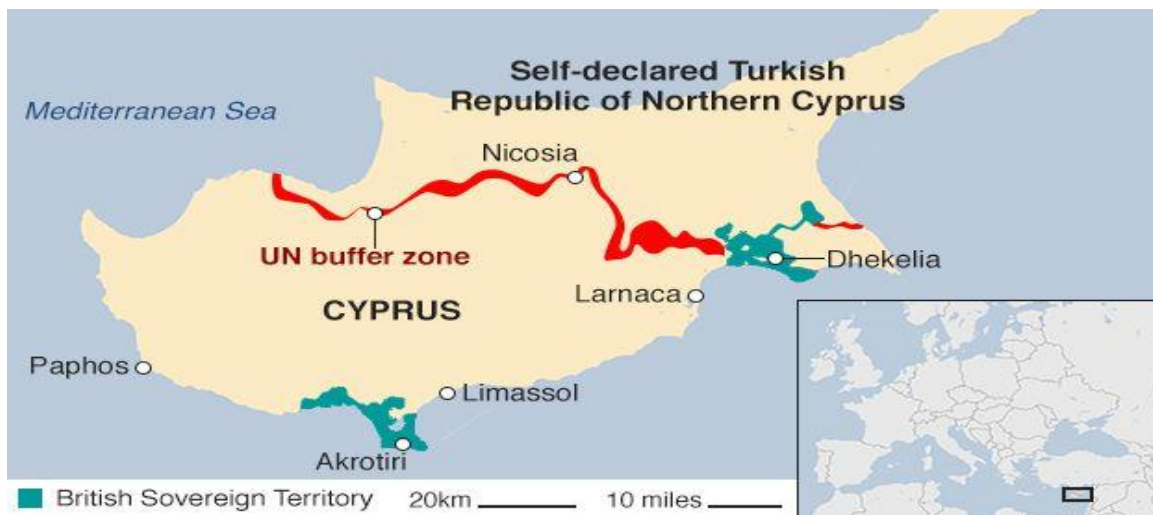 Self-declared Turkish
Republic of Northern Cyprus
Mediterranean Sea
Nicosia
UN buffer zone
Dhekelia
Larnaca
CYPRUS
Paphos
Limassol
Akrotiri
British Sovereign Territory 20km 10 miles